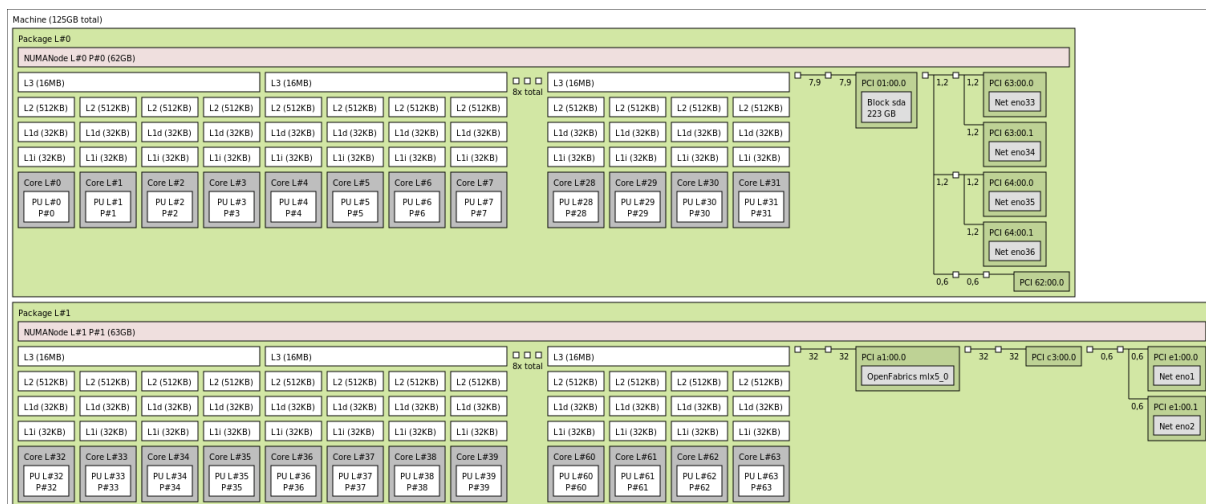 Machine (125GB total)
Package L#0
NUMANode L#0 P#0 (62GB)
L3 (16MB) L3 (16MB) 8x total L3 (16MB)
L2 (512KB) L2 (512KB) L2 (512KB) L2 (512KB) L2 (512KB) L2 (512KB) L2 (512KB) L2 (512KB) L2 (512KB) L2 (512KB) L2 (512KB) L2 (512KB)
L1d (32KB) L1d (32KB) L1d (32KB) L1d (32KB) L1d (32KB) L1d (32KB) L1d (32KB) L1d (32KB) L1d (32KB) L1d (32KB) L1d (32KB) L1d (32KB)
L1i (32KB) L1i (32KB) L1i (32KB) L1i (32KB) L1i (32KB) L1i (32KB) L1i (32KB) L1i (32KB) L1i (32KB) L1i (32KB) L1i (32KB) L1i (32KB)
Core L#0 Core L#1 Core L#2 Core L#3 Core L#4 Core L#5 Core L#6 Core L#7 Core L#28 Core L#29 Core L#30 Core L#31
PU L#0 PU L#1 PU L#2 PU L#3 PU L#4 PU L#5 PU L#6 PU L#7 PU L#28 PU L#29 PU L#30 PU L#31
P#0 P#1 P#2 P#3 P#4 P#5 P#6 P#7 P#28 P#29 P#30 P#31
7,9 7,9 PCI 01:00.0
Block sda
223 GB
1,2 1,2 PCI 63:00.0
Net eno33
1,2 PCI 63:00.1
Net eno34
1,2 1,2 PCI 64:00.0
Net eno35
1,2 PCI 64:00.1
Net eno36
0,6 0,6 PCI 62:00.0
Package L#1
NUMANode L#1 P#1 (63GB)
L3 (16MB) L3 (16MB) 8x total L3 (16MB)
L2 (512KB) L2 (512KB) L2 (512KB) L2 (512KB) L2 (512KB) L2 (512KB) L2 (512KB) L2 (512KB) L2 (512KB) L2 (512KB) L2 (512KB) L2 (512KB)
L1d (32KB) L1d (32KB) L1d (32KB) L1d (32KB) L1d (32KB) L1d (32KB) L1d (32KB) L1d (32KB) L1d (32KB) L1d (32KB) L1d (32KB) L1d (32KB)
L1i (32KB) L1i (32KB) L1i (32KB) L1i (32KB) L1i (32KB) L1i (32KB) L1i (32KB) L1i (32KB) L1i (32KB) L1i (32KB) L1i (32KB) L1i (32KB)
Core L#32 Core L#33 Core L#34 Core L#35 Core L#36 Core L#37 Core L#38 Core L#39 Core L#60 Core L#61 Core L#62 Core L#63
PU L#32 PU L#33 PU L#34 PU L#35 PU L#36 PU L#37 PU L#38 PU L#39 PU L#60 PU L#61 PU L#62 PU L#63
P#32 P#33 P#34 P#35 P#36 P#37 P#38 P#39 P#60 P#61 P#62 P#63
32 32 PCI a1:00.0
OpenFabrics mlx5_0
32 32 PCI c3:00.0
0,6 0,6 PCI e1:00.0
Net eno1
0,6 PCI e1:00.1
Net eno2